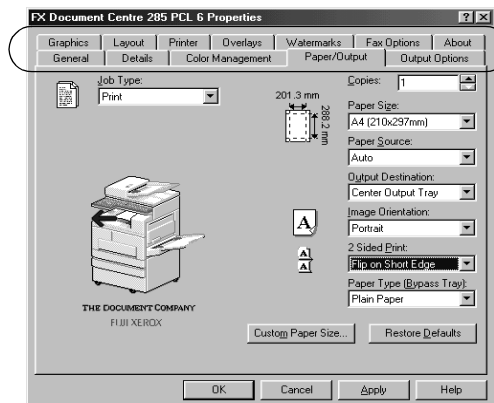 FX Document Centre 285 PCL 6 Properties
Graphics Layout Printer Overlays Watermarks Fax Options About
General Details Color Management Paper/Output Output Options
Job Type:
Print
201.3 mm
288.2 mm
Copies: 1
Paper Size:
A4 (210x297mm)
Paper Source:
Auto
Output Destination:
Center Output Tray
Image Orientation:
Portrait
A
2 Sided Print:
Flip on Short Edge
A
A
Paper Type (Bypass Tray):
Plain Paper
THE DOCUMENT COMPANY
FUJI XEROX
Custom Paper Size... Restore Defaults
OK Cancel Apply Help